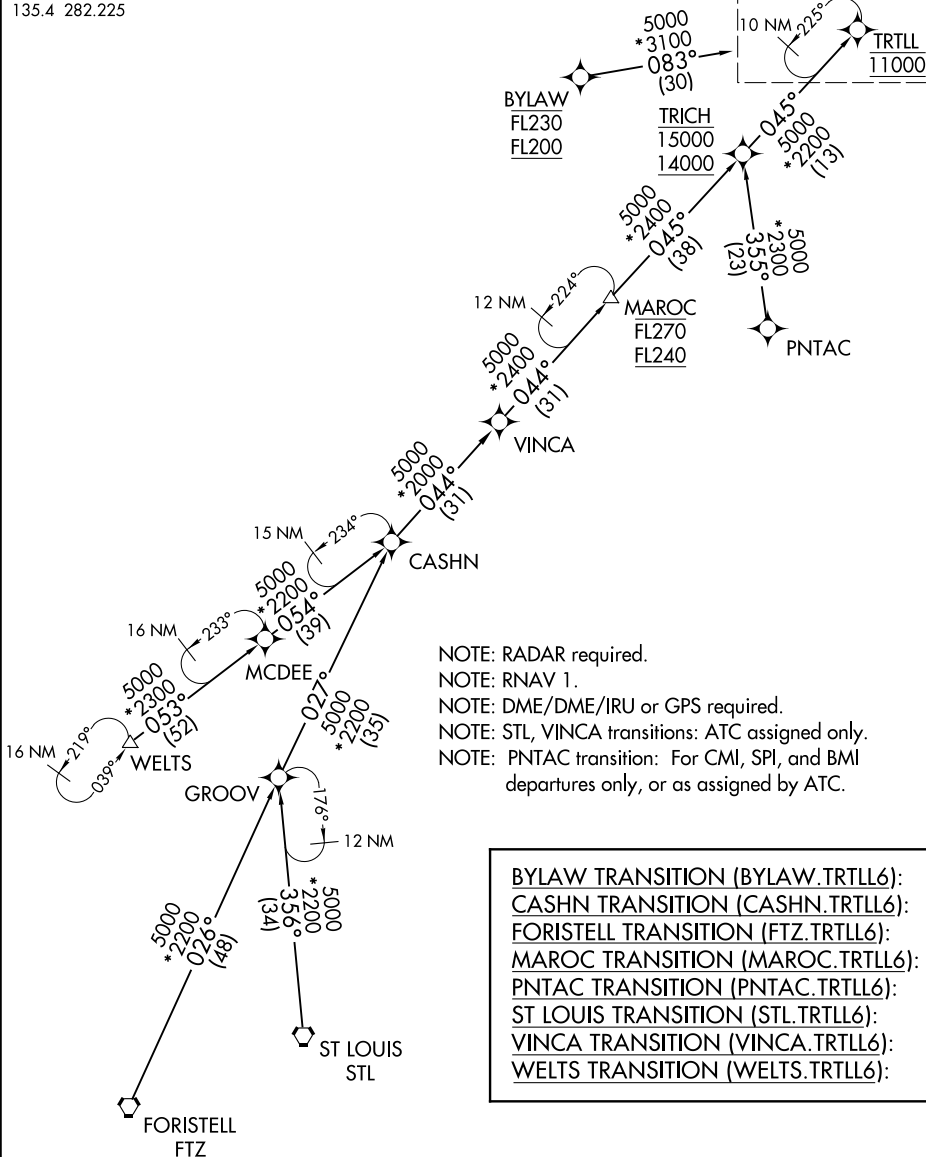 135.4 282.225
5000
*3100
083°
(30)
BYLAW
FL230
FL200
10 NM
225°
TRTLL
11000
TRICH
15000
14000
045°
5000
*2200
(13)
5000
*2400
045°
(38)
5000
*2300
355°
(23)
PNTAC
12 NM
224°
MAROC
FL270
FL240
5000
*2400
044°
(31)
VINCA
5000
*2000
044°
(31)
15 NM
234°
CASHN
5000
*2200
054°
(39)
16 NM
233°
MCDEE
5000
*2300
053°
(52)
16 NM
219°
039°
WELTS
027°
5000
*2200
(35)
GROOV
176°
12 NM
5000
*2200
026°
(48)
5000
*2200
356°
(34)
ST LOUIS
STL
FORISTELL
FTZ
NOTE: RADAR required.
NOTE: RNAV 1.
NOTE: DME/DME/IRU or GPS required.
NOTE: STL, VINCA transitions: ATC assigned only.
NOTE: PNTAC transition: For CMI, SPI, and BMI
departures only, or as assigned by ATC.
BYLAW TRANSITION (BYLAW.TRTLL6):
CASHN TRANSITION (CASHN.TRTLL6):
FORISTELL TRANSITION (FTZ.TRTLL6):
MAROC TRANSITION (MAROC.TRTLL6):
PNTAC TRANSITION (PNTAC.TRTLL6):
ST LOUIS TRANSITION (STL.TRTLL6):
VINCA TRANSITION (VINCA.TRTLL6):
WELTS TRANSITION (WELTS.TRTLL6):